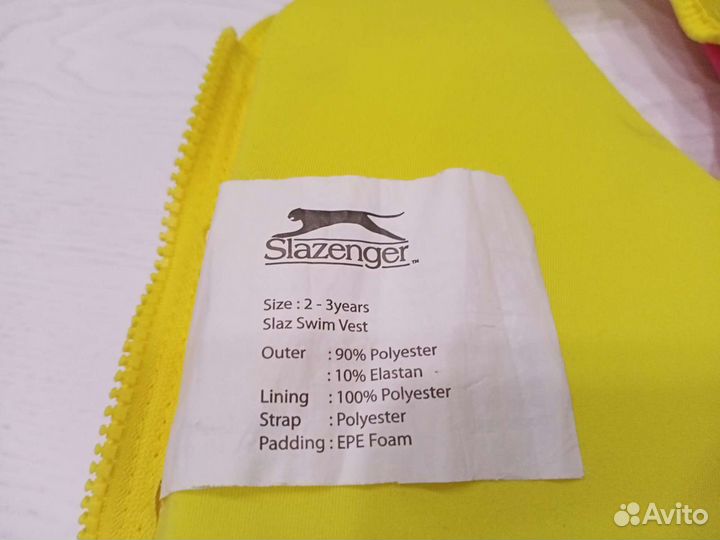 Slazenger™
Size : 2 - 3years
Slaz Swim Vest
Outer : 90% Polyester
: 10% Elastan
Lining : 100% Polyester
Strap : Polyester
Padding : EPE Foam
Avito